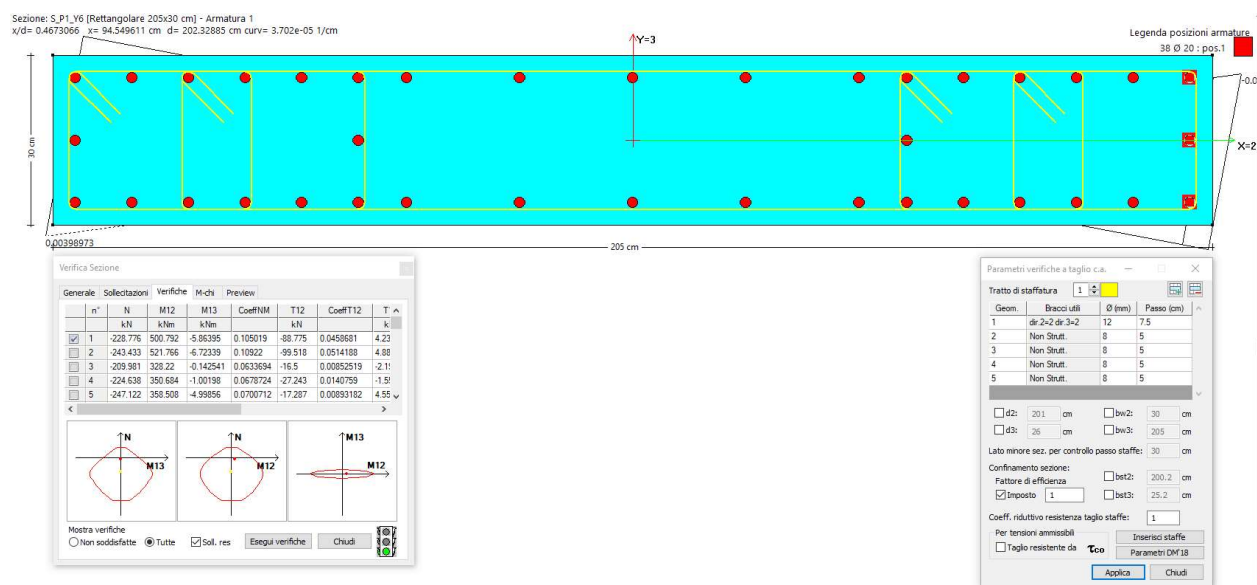 Sezione: S_P1_Y6 [Rettangolare 205x30 cm] - Armatura 1
x/d= 0.4673066 x= 94.549611 cm d= 202.32885 cm curv= 3.702e-05 1/cm
Legenda posizioni armature
38 Ø 20 : pos.1
Y=3
-0.0
X=2
30 cm
0.00398973
205 cm
Verifica Sezione
Generale Sollecitazioni Verifiche M-chi Preview
n° N M12 M13 CoeffNM T12 CoeffT12 T
kN kNm kNm kN k
1 -228.776 500.792 -5.86395 0.105019 -88.775 0.0458681 4.23
2 -243.433 521.766 -6.72339 0.10922 -99.518 0.0514188 4.88
3 -209.981 328.22 -0.142541 0.0633694 -16.5 0.00852519 -2.1
4 -224.638 350.684 -1.00198 0.0678724 -27.243 0.0140759 -1.5
5 -247.122 358.508 -4.99856 0.0700712 -17.287 0.00893182 4.55
N
M13
N
M12
M13
M12
Mostra verifiche
Non soddisfatte Tutte Soll. res Esegui verifiche Chiudi
Parametri verifiche a taglio c.a.
Tratto di staffatura 1
Geom. Bracci utili Ø (mm) Passo (cm)
1 dir.2=2 dir.3=2 12 7.5
2 Non Strutt. 8 5
3 Non Strutt. 8 5
4 Non Strutt. 8 5
5 Non Strutt. 8 5
d2: 201 cm bw2: 30 cm
d3: 26 cm bw3: 205 cm
Lato minore sez. per controllo passo staffe: 30 cm
Confinamento sezione:
Fattore di efficienza
Imposto 1
bst2: 200.2 cm
bst3: 25.2 cm
Coeff. riduttivo resistenza taglio staffe: 1
Per tensioni ammissibili
Taglio resistente da τco
Inserisci staffe
Parametri DM'18
Applica Chiudi